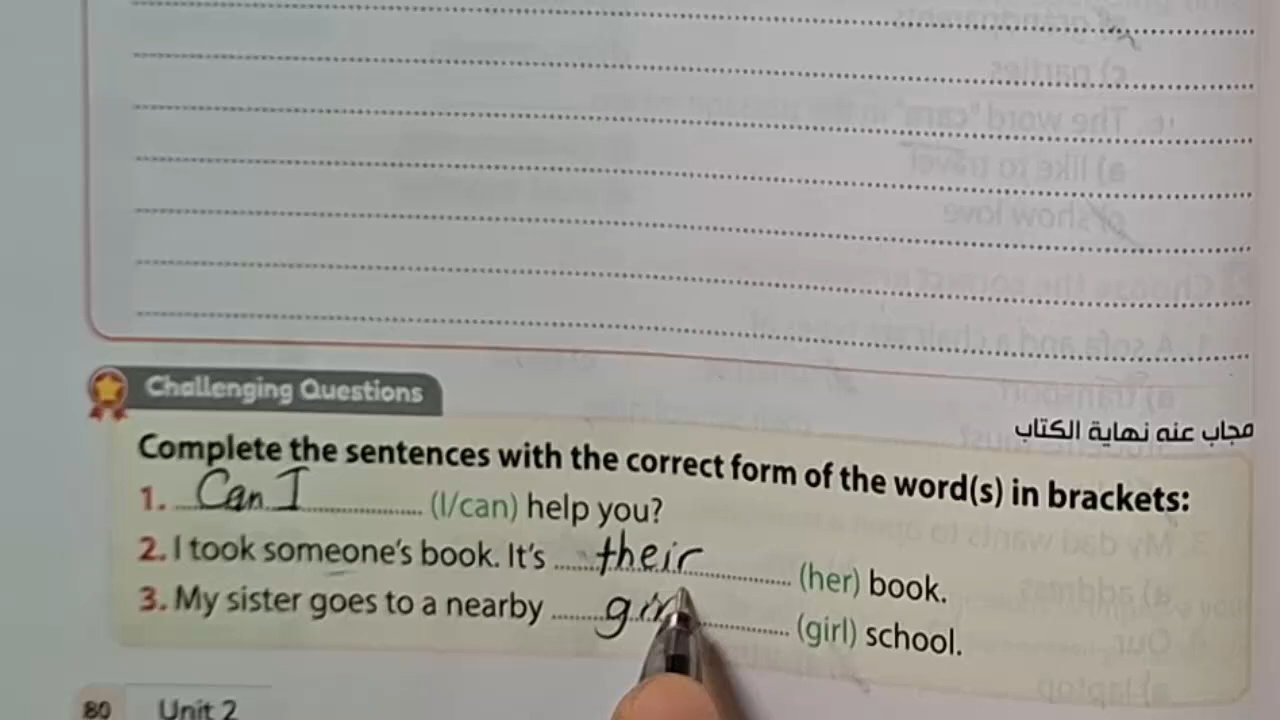 Challenging Questions
مجاب عنه نهاية الكتاب
Complete the sentences with the correct form of the word(s) in brackets:
1. Can I (I/can) help you?
2. I took someone's book. It's their (her) book.
3. My sister goes to a nearby (girl) school.
80 Unit 2